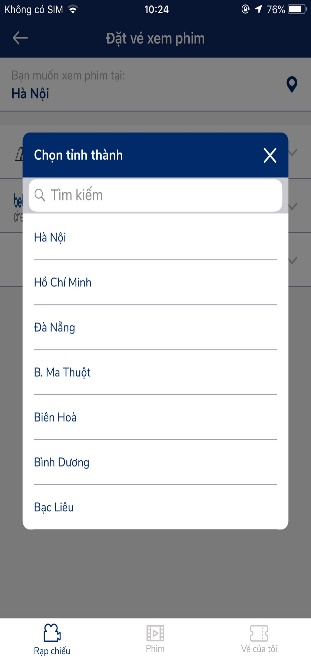 Không có SIM 10:24 76%
Đặt vé xem phim
Bạn muốn xem phim tại:
Hà Nội
Chọn tỉnh thành
Tìm kiếm
Hà Nội
Hồ Chí Minh
Đà Nẵng
B. Ma Thuột
Biên Hoà
Bình Dương
Bạc Liêu
Rạp chiếu Phim Vé của tôi